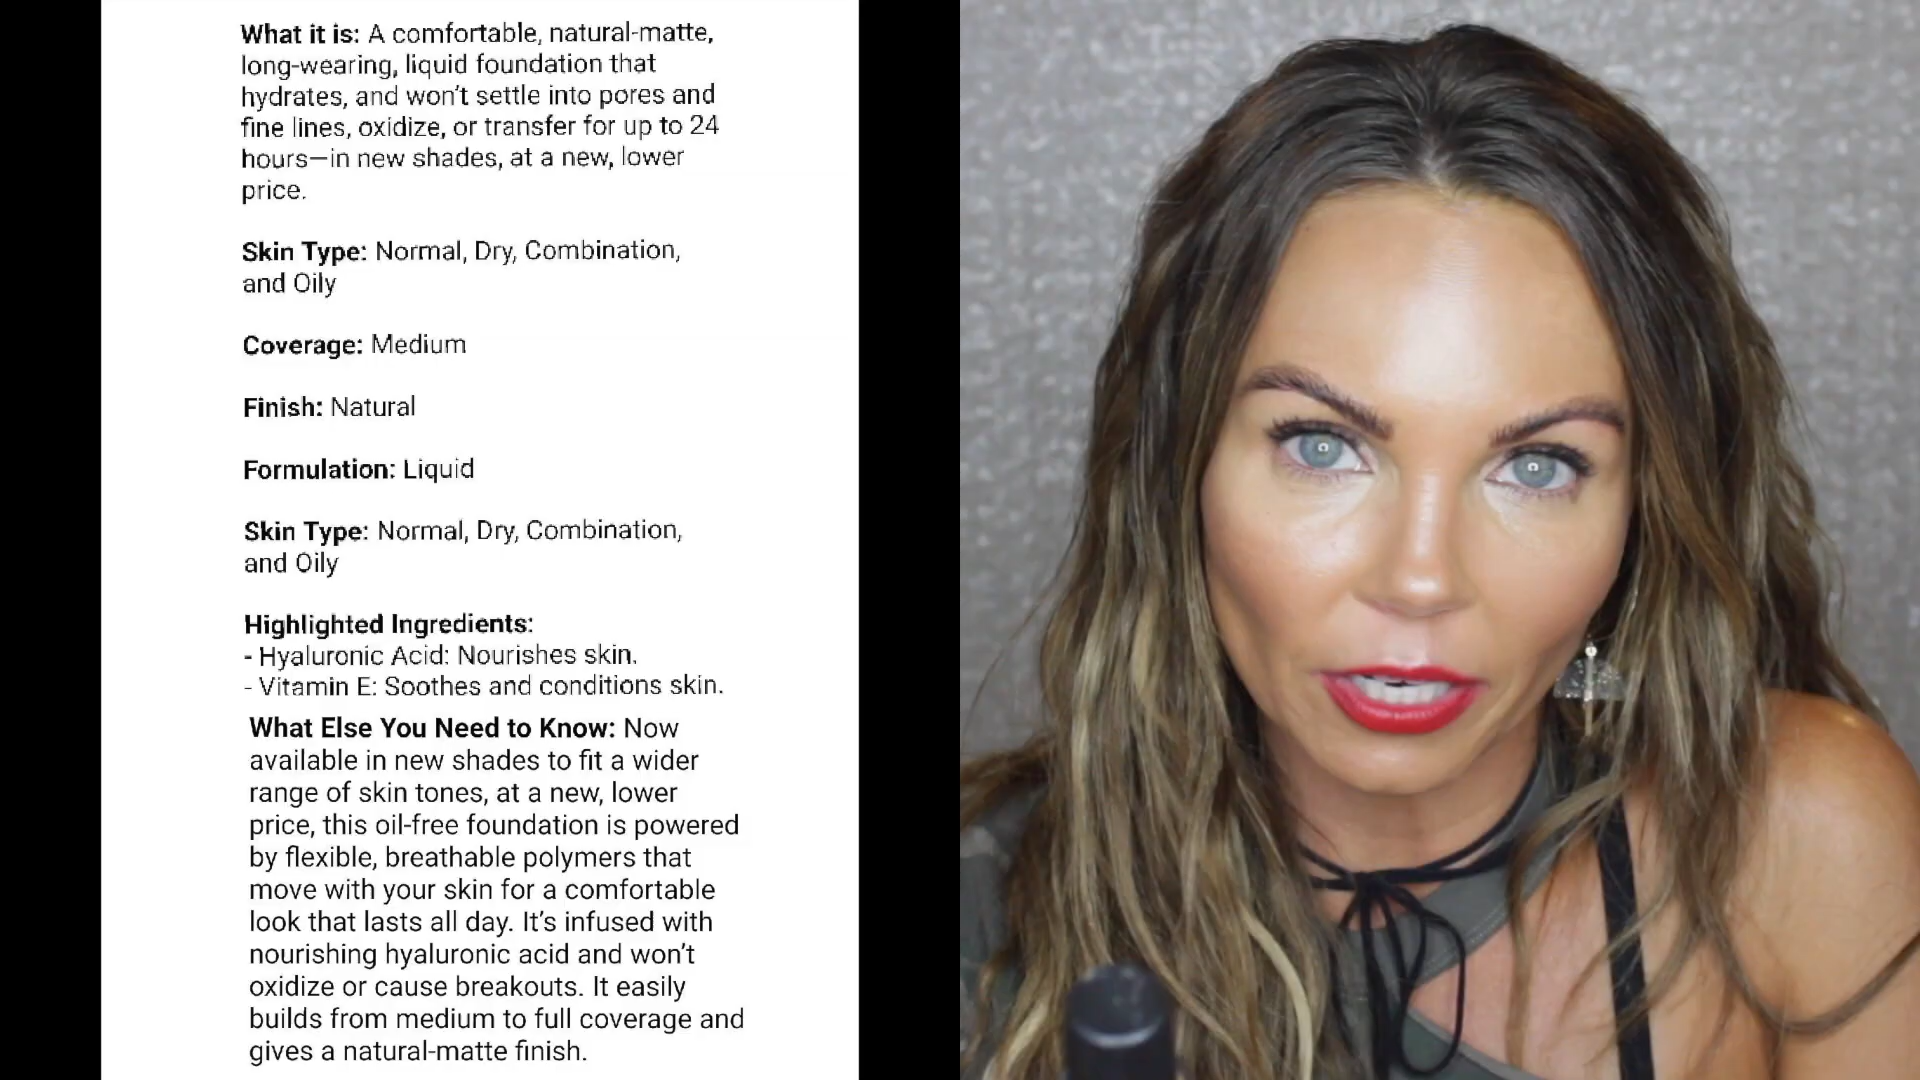 What it is: A comfortable, natural-matte,
long-wearing, liquid foundation that
hydrates, and won't settle into pores and
fine lines, oxidize, or transfer for up to 24
hours—in new shades, at a new, lower
price.
Skin Type: Normal, Dry, Combination,
and Oily
Coverage: Medium
Finish: Natural
Formulation: Liquid
Skin Type: Normal, Dry, Combination,
and Oily
Highlighted Ingredients:
- Hyaluronic Acid: Nourishes skin.
- Vitamin E: Soothes and conditions skin.
What Else You Need to Know: Now
available in new shades to fit a wider
range of skin tones, at a new, lower
price, this oil-free foundation is powered
by flexible, breathable polymers that
move with your skin for a comfortable
look that lasts all day. It's infused with
nourishing hyaluronic acid and won't
oxidize or cause breakouts. It easily
builds from medium to full coverage and
gives a natural-matte finish.